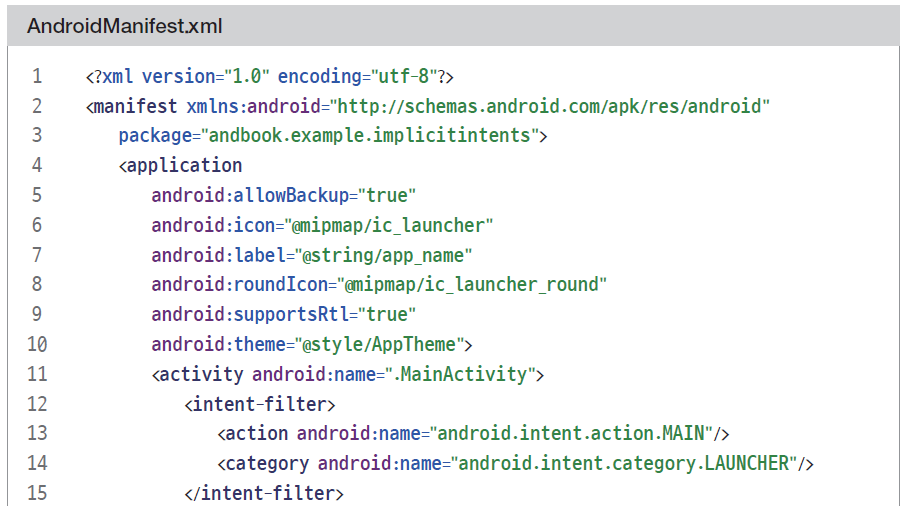 AndroidManifest.xml
1 <?xml version="1.0" encoding="utf-8"?>
2 <manifest xmlns:android="http://schemas.android.com/apk/res/android"
3 package="andbook.example.implicitintents">
4 <application
5 android:allowBackup="true"
6 android:icon="@mipmap/ic_launcher"
7 android:label="@string/app_name"
8 android:roundIcon="@mipmap/ic_launcher_round"
9 android:supportsRtl="true"
10 android:theme="@style/AppTheme">
11 <activity android:name=".MainActivity">
12 <intent-filter>
13 <action android:name="android.intent.action.MAIN"/>
14 <category android:name="android.intent.category.LAUNCHER"/>
15 </intent-filter>